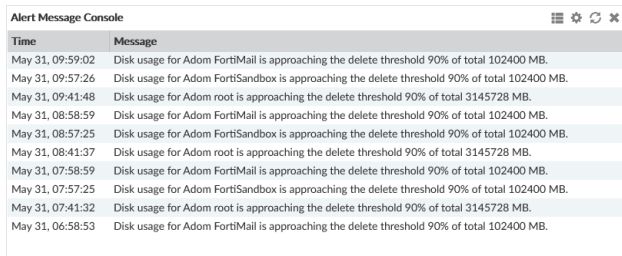 Alert Message Console
Time Message
May 31, 09:59:02 Disk usage for Adom FortiMail is approaching the delete threshold 90% of total 102400 MB.
May 31, 09:57:26 Disk usage for Adom FortiSandbox is approaching the delete threshold 90% of total 102400 MB.
May 31, 09:41:48 Disk usage for Adom root is approaching the delete threshold 90% of total 3145728 MB.
May 31, 08:58:59 Disk usage for Adom FortiMail is approaching the delete threshold 90% of total 102400 MB.
May 31, 08:57:25 Disk usage for Adom FortiSandbox is approaching the delete threshold 90% of total 102400 MB.
May 31, 08:41:37 Disk usage for Adom root is approaching the delete threshold 90% of total 3145728 MB.
May 31, 07:58:59 Disk usage for Adom FortiMail is approaching the delete threshold 90% of total 102400 MB.
May 31, 07:57:25 Disk usage for Adom FortiSandbox is approaching the delete threshold 90% of total 102400 MB.
May 31, 07:41:32 Disk usage for Adom root is approaching the delete threshold 90% of total 3145728 MB.
May 31, 06:58:53 Disk usage for Adom FortiMail is approaching the delete threshold 90% of total 102400 MB.